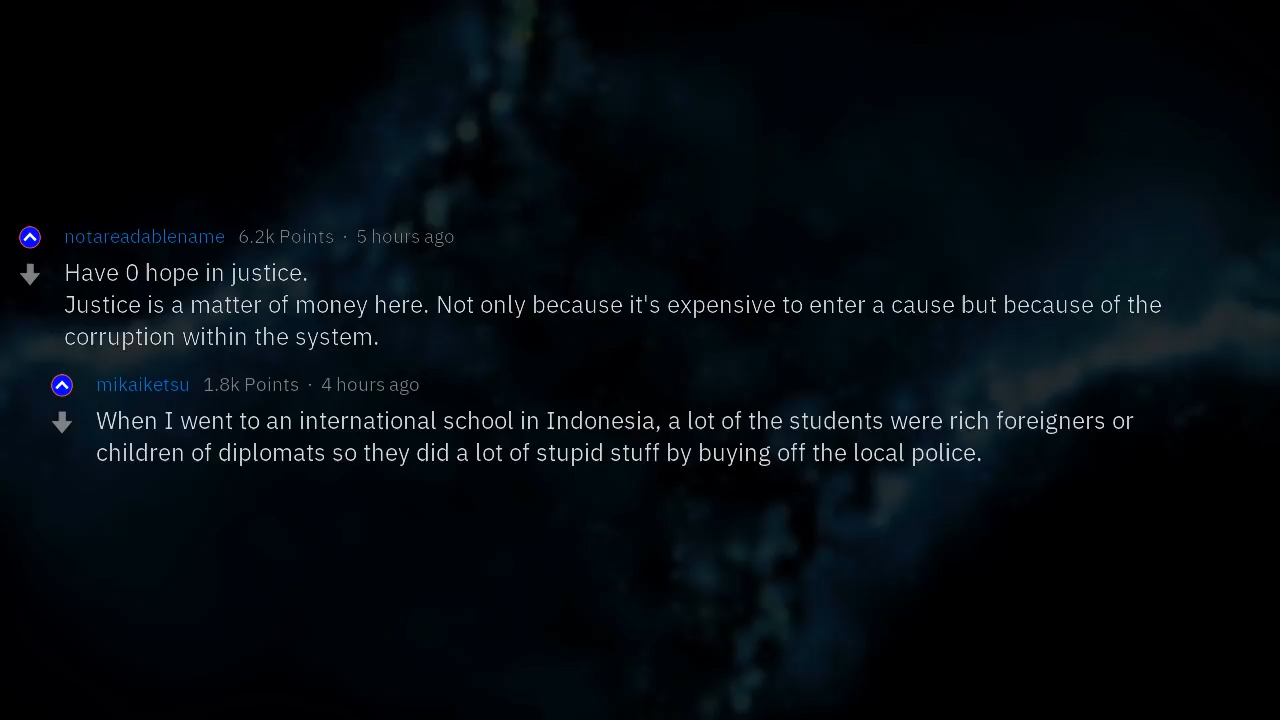 notareadablename 6.2k Points · 5 hours ago
Have 0 hope in justice.
Justice is a matter of money here. Not only because it's expensive to enter a cause but because of the
corruption within the system.
mikaiketsu 1.8k Points · 4 hours ago
When I went to an international school in Indonesia, a lot of the students were rich foreigners or
children of diplomats so they did a lot of stupid stuff by buying off the local police.